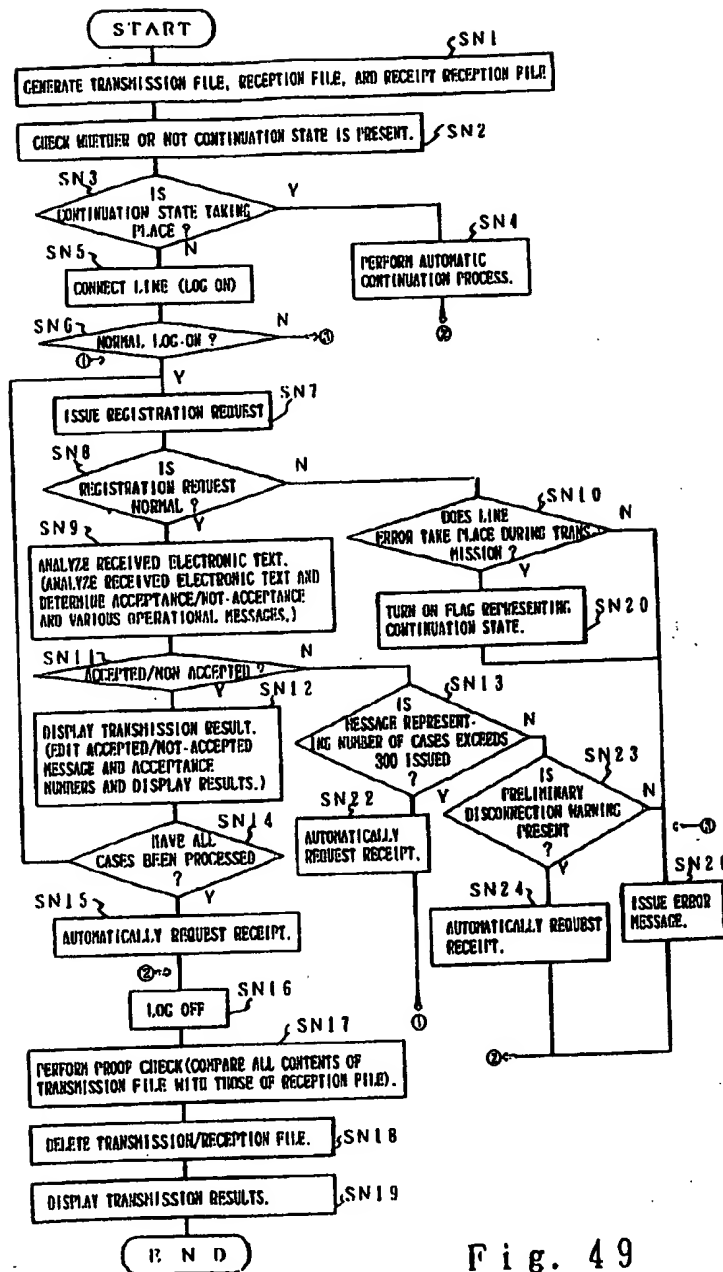 START
SN1
GENERATE TRANSMISSION FILE, RECEPTION FILE, AND RECEIPT RECEPTION FILE
CHECK WHETHER OR NOT CONTINUATION STATE IS PRESENT.
SN2
SN3
IS
CONTINUATION STATE TAKING
PLACE ?
Y
N
SN4
PERFORM AUTOMATIC
CONTINUATION PROCESS.
②
SN5
CONNECT LINE (LOG ON)
SN6
NORMAL LOG-ON ?
N
③
①
Y
SN7
ISSUE REGISTRATION REQUEST
SN8
IS
REGISTRATION REQUEST
NORMAL ?
N
Y
SN10
DOES LINE
ERROR TAKE PLACE DURING TRANS-
MISSION ?
N
Y
SN9
ANALYZE RECEIVED ELECTRONIC TEXT.
(ANALYZE RECEIVED ELECTRONIC TEXT AND
DETERMINE ACCEPTANCE/NOT-ACCEPTANCE
AND VARIOUS OPERATIONAL MESSAGES.)
TURN ON FLAG REPRESENTING
CONTINUATION STATE.
SN20
SN11
ACCEPTED/NON ACCEPTED ?
N
Y
SN12
DISPLAY TRANSMISSION RESULT.
(EDIT ACCEPTED/NOT-ACCEPTED
MESSAGE AND ACCEPTANCE
NUMBERS AND DISPLAY RESULTS.)
SN13
IS
MESSAGE REPRESENT-
ING NUMBER OF CASES EXCEEDS
300 ISSUED
?
N
Y
SN23
IS
PRELIMINARY
DISCONNECTION WARNING
PRESENT
?
N
Y
③
SN14
HAVE ALL
CASES BEEN PROCESSED
?
Y
SN22
AUTOMATICALLY
REQUEST RECEIPT.
①
SN24
AUTOMATICALLY REQUEST
RECEIPT.
SN21
ISSUE ERROR
MESSAGE.
②
SN15
AUTOMATICALLY REQUEST RECEIPT.
②
SN16
LOG OFF
SN17
PERFORM PROOF CHECK(COMPARE ALL CONTENTS OF
TRANSMISSION FILE WITH THOSE OF RECEPTION FILE).
DELETE TRANSMISSION/RECEPTION FILE.
SN18
DISPLAY TRANSMISSION RESULTS.
SN19
END
Fig. 49